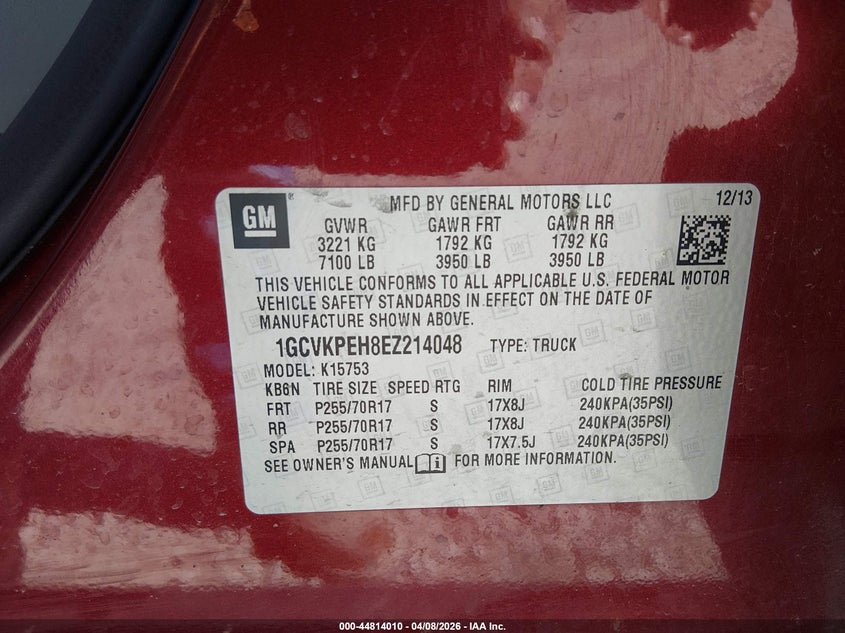 GM ® MFD BY GENERAL MOTORS LLC 12/13
GVWR GAWR FRT GAWR RR
3221 KG 1792 KG 1792 KG
7100 LB 3950 LB 3950 LB
THIS VEHICLE CONFORMS TO ALL APPLICABLE U.S. FEDERAL MOTOR
VEHICLE SAFETY STANDARDS IN EFFECT ON THE DATE OF
MANUFACTURE SHOWN ABOVE.
1GCVKPEH8EZ214048 TYPE: TRUCK
MODEL: K15753
KB6N TIRE SIZE SPEED RTG RIM COLD TIRE PRESSURE
FRT P255/70R17 S 17X8J 240KPA(35PSI)
RR P255/70R17 S 17X8J 240KPA(35PSI)
SPA P255/70R17 S 17X7.5J 240KPA(35PSI)
SEE OWNER'S MANUAL FOR MORE INFORMATION.
000-44814010 - 04/08/2026 - IAA Inc.